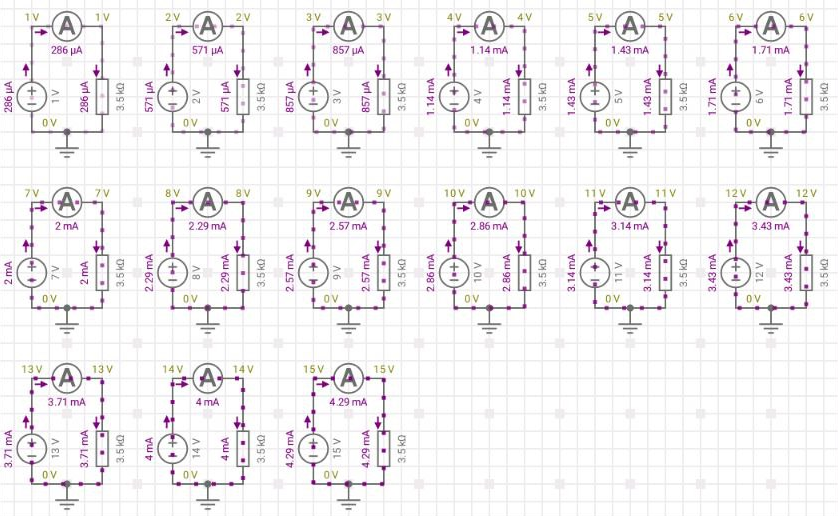 1 V 1 V 2 V 2 V 3 V 3 V 4 V 4 V 5 V 5 V 6 V 6 V
A A A A A A
286 µA 571 µA 857 µA 1.14 mA 1.43 mA 1.71 mA
286 µA 1 V 286 µA 3.5 kΩ 571 µA 2 V 571 µA 3.5 kΩ 857 µA 3 V 857 µA 3.5 kΩ 1.14 mA 4 V 1.14 mA 3.5 kΩ 1.43 mA 5 V 1.43 mA 3.5 kΩ 1.71 mA 6 V 1.71 mA 3.5 kΩ
0 V 0 V 0 V 0 V 0 V 0 V
7 V 7 V 8 V 8 V 9 V 9 V 10 V 10 V 11 V 11 V 12 V 12 V
A A A A A A
2 mA 2.29 mA 2.57 mA 2.86 mA 3.14 mA 3.43 mA
2 mA 7 V 2 mA 3.5 kΩ 2.29 mA 8 V 2.29 mA 3.5 kΩ 2.57 mA 9 V 2.57 mA 3.5 kΩ 2.86 mA 10 V 2.86 mA 3.5 kΩ 3.14 mA 11 V 3.14 mA 3.5 kΩ 3.43 mA 12 V 3.43 mA 3.5 kΩ
0 V 0 V 0 V 0 V 0 V 0 V
13 V 13 V 14 V 14 V 15 V 15 V
A A A
3.71 mA 4 mA 4.29 mA
3.71 mA 13 V 3.71 mA 3.5 kΩ 4 mA 14 V 4 mA 3.5 kΩ 4.29 mA 15 V 4.29 mA 3.5 kΩ
0 V 0 V 0 V